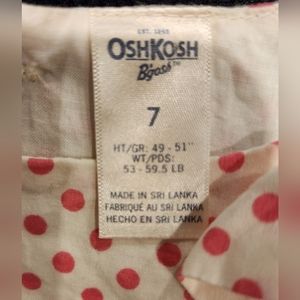 EST. 1895
OSHKOSH
B'gosh™
7
HT/GR: 49 - 51"
WT/PDS:
53 - 59.5 LB
MADE IN SRI LANKA
FABRIQUÉ AU SRI LANKA
HECHO EN SRI LANKA